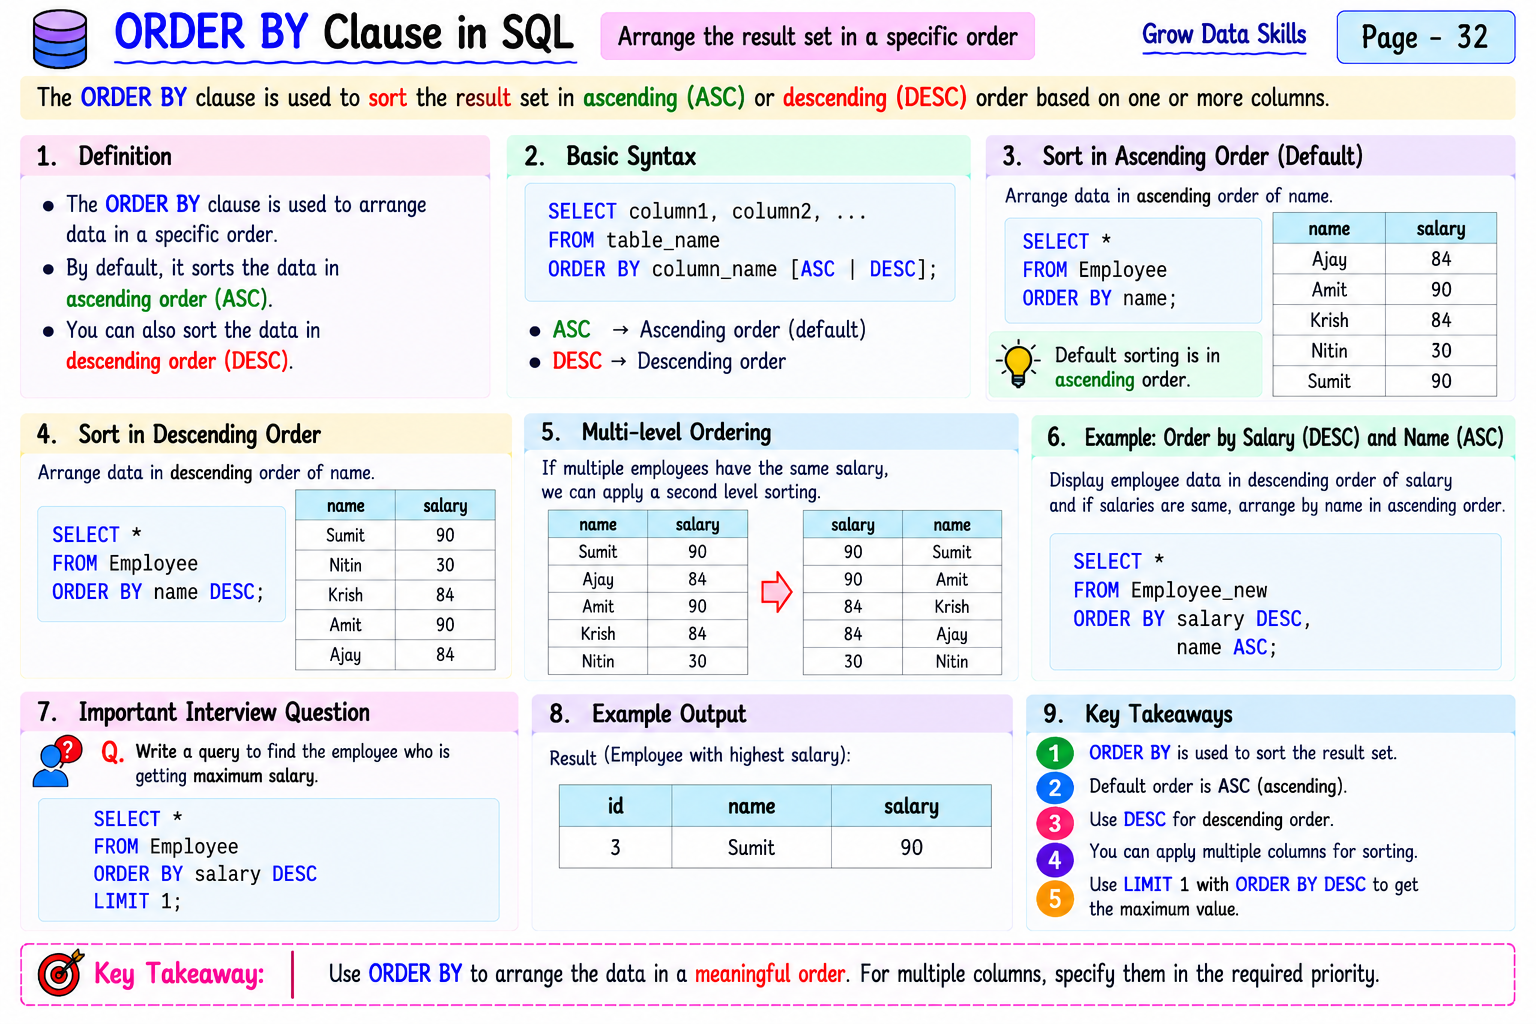 ORDER BY Clause in SQL
Arrange the result set in a specific order
Grow Data Skills
Page - 32
The ORDER BY clause is used to sort the result set in ascending (ASC) or descending (DESC) order based on one or more columns.
1. Definition
● The ORDER BY clause is used to arrange
data in a specific order.
● By default, it sorts the data in
ascending order (ASC).
● You can also sort the data in
descending order (DESC).
2. Basic Syntax
SELECT column1, column2, ...
FROM table_name
ORDER BY column_name [ASC | DESC];
● ASC → Ascending order (default)
● DESC → Descending order
3. Sort in Ascending Order (Default)
Arrange data in ascending order of name.
SELECT *
FROM Employee
ORDER BY name;
Default sorting is in
ascending order.
name salary
Ajay 84
Amit 90
Krish 84
Nitin 30
Sumit 90
4. Sort in Descending Order
Arrange data in descending order of name.
SELECT *
FROM Employee
ORDER BY name DESC;
name salary
Sumit 90
Nitin 30
Krish 84
Amit 90
Ajay 84
5. Multi-level Ordering
If multiple employees have the same salary,
we can apply a second level sorting.
name salary
Sumit 90
Ajay 84
Amit 90
Krish 84
Nitin 30
salary name
90 Sumit
90 Amit
84 Krish
84 Ajay
30 Nitin
6. Example: Order by Salary (DESC) and Name (ASC)
Display employee data in descending order of salary
and if salaries are same, arrange by name in ascending order.
SELECT *
FROM Employee_new
ORDER BY salary DESC,
name ASC;
7. Important Interview Question
?
Q. Write a query to find the employee who is
getting maximum salary.
SELECT *
FROM Employee
ORDER BY salary DESC
LIMIT 1;
8. Example Output
Result (Employee with highest salary):
id name salary
3 Sumit 90
9. Key Takeaways
1 ORDER BY is used to sort the result set.
2 Default order is ASC (ascending).
3 Use DESC for descending order.
4 You can apply multiple columns for sorting.
5 Use LIMIT 1 with ORDER BY DESC to get
the maximum value.
Key Takeaway:
Use ORDER BY to arrange the data in a meaningful order. For multiple columns, specify them in the required priority.